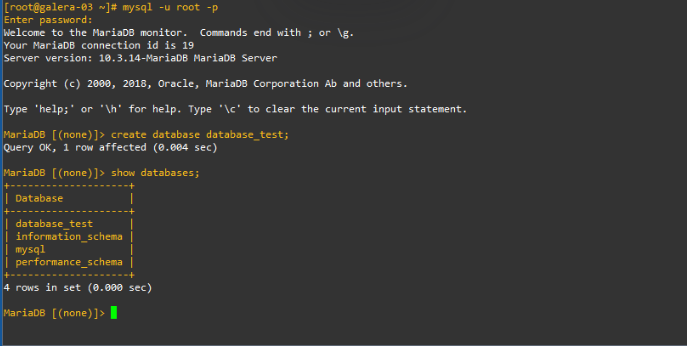 [root@galera-03 ~]# mysql -u root -p
Enter password:
Welcome to the MariaDB monitor.  Commands end with ; or \g.
Your MariaDB connection id is 19
Server version: 10.3.14-MariaDB MariaDB Server

Copyright (c) 2000, 2018, Oracle, MariaDB Corporation Ab and others.

Type 'help;' or '\h' for help. Type '\c' to clear the current input statement.

MariaDB [(none)]> create database database_test;
Query OK, 1 row affected (0.004 sec)

MariaDB [(none)]> show databases;
+--------------------+
| Database           |
+--------------------+
| database_test      |
| information_schema |
| mysql              |
| performance_schema |
+--------------------+
4 rows in set (0.000 sec)

MariaDB [(none)]>